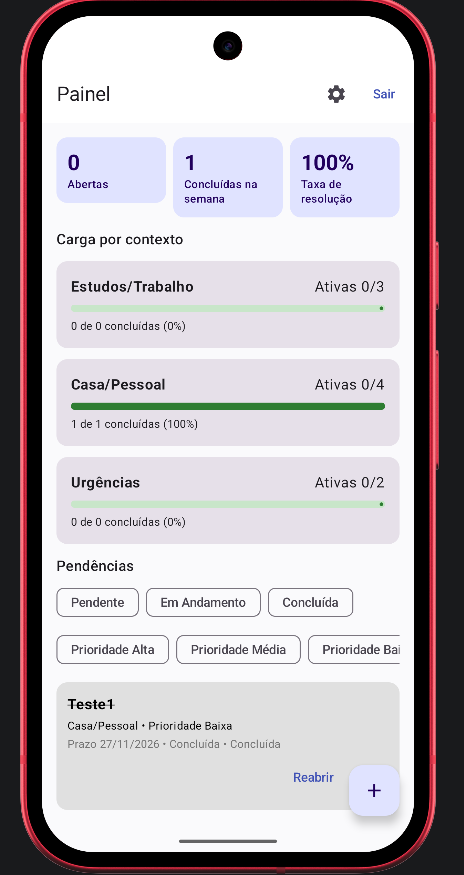 Painel
Sair
0
Abertas
1
Concluídas na
semana
100%
Taxa de
resolução
Carga por contexto
Estudos/Trabalho
Ativas 0/3
0 de 0 concluídas (0%)
Casa/Pessoal
Ativas 0/4
1 de 1 concluídas (100%)
Urgências
Ativas 0/2
0 de 0 concluídas (0%)
Pendências
Pendente
Em Andamento
Concluída
Prioridade Alta
Prioridade Média
Prioridade Bai
Teste1
Casa/Pessoal • Prioridade Baixa
Prazo 27/11/2026 • Concluída • Concluída
Reabrir
+